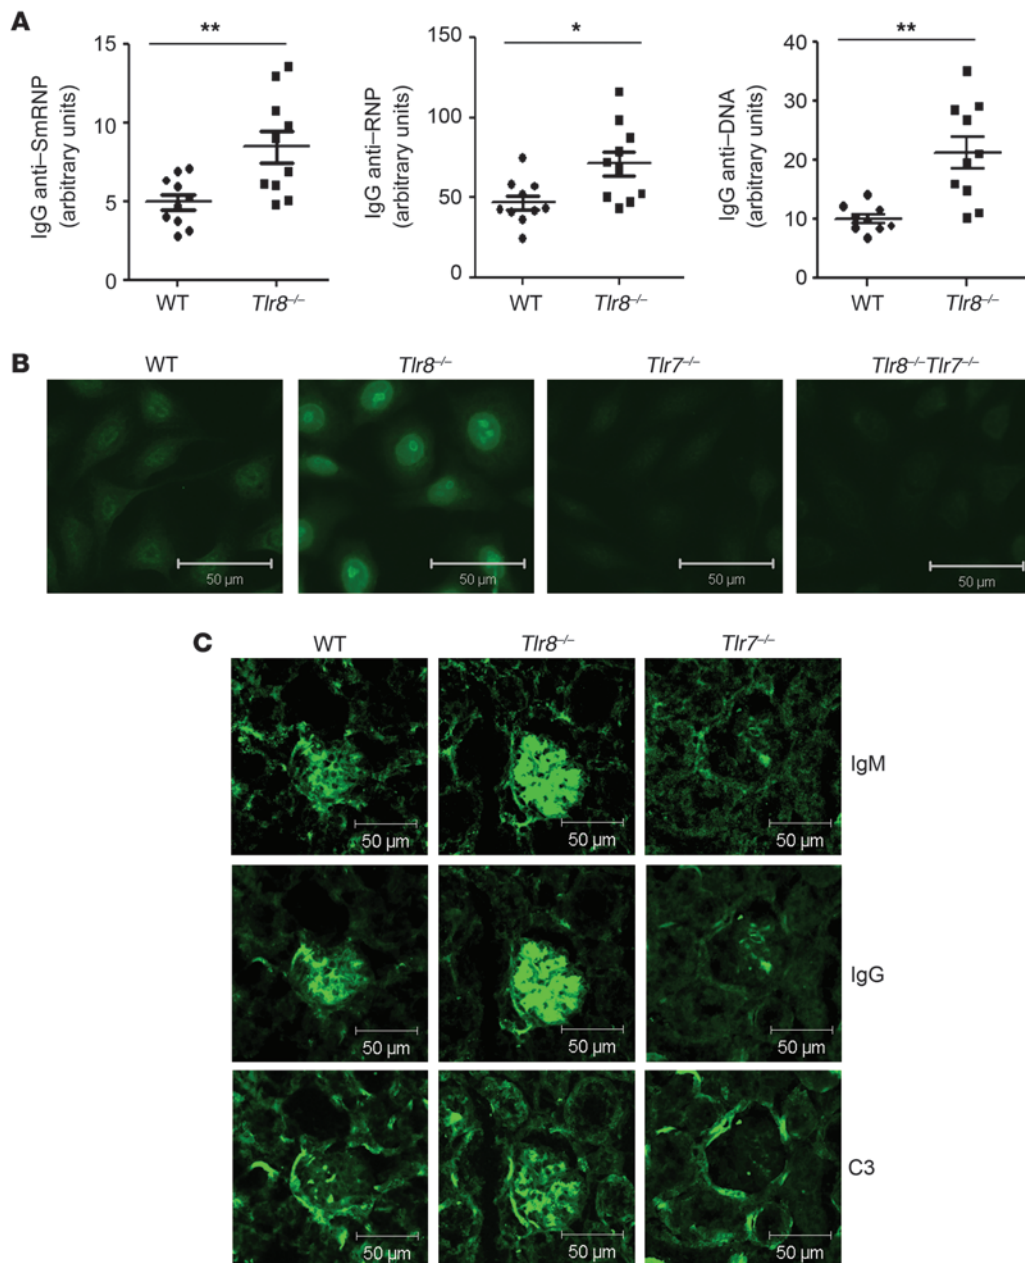 A
IgG anti–SmRNP
(arbitrary units)
15
10
5
0
**
WT
Tlr8–/–
IgG anti–RNP
(arbitrary units)
150
100
50
0
*
WT
Tlr8–/–
IgG anti–DNA
(arbitrary units)
40
30
20
10
0
**
WT
Tlr8–/–
B
WT
Tlr8–/–
Tlr7–/–
Tlr8–/–Tlr7–/–
50 µm
50 µm
50 µm
50 µm
C
WT
Tlr8–/–
Tlr7–/–
50 µm
50 µm
50 µm
IgM
50 µm
50 µm
50 µm
IgG
50 µm
50 µm
50 µm
C3